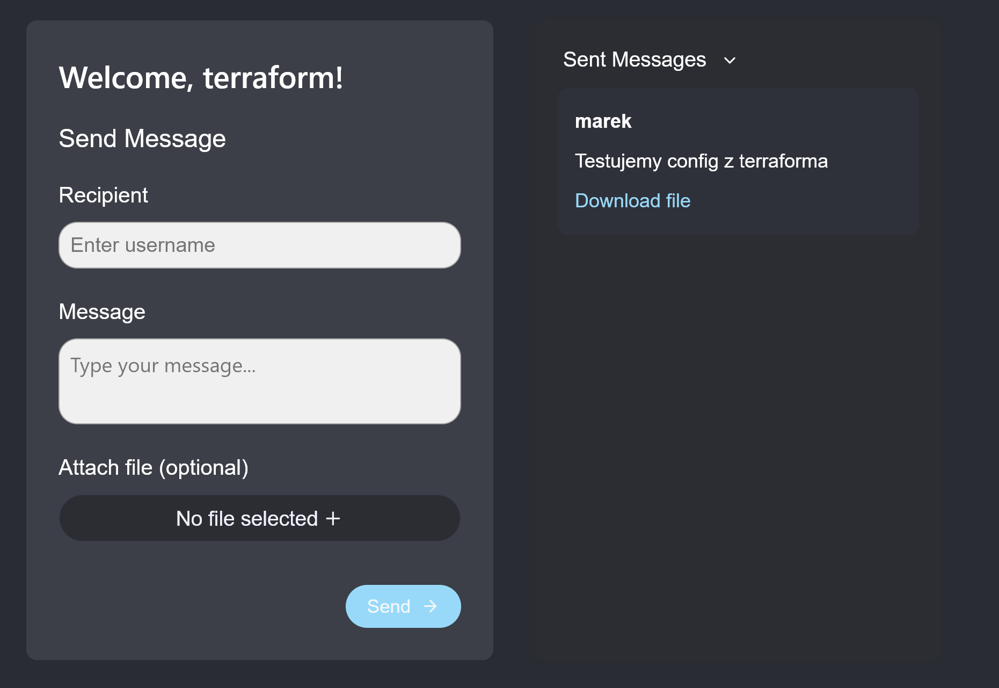 Welcome, terraform!
Send Message
Recipient
Enter username
Message
Type your message...
Attach file (optional)
No file selected +
Send →
Sent Messages
marek
Testujemy config z terraforma
Download file